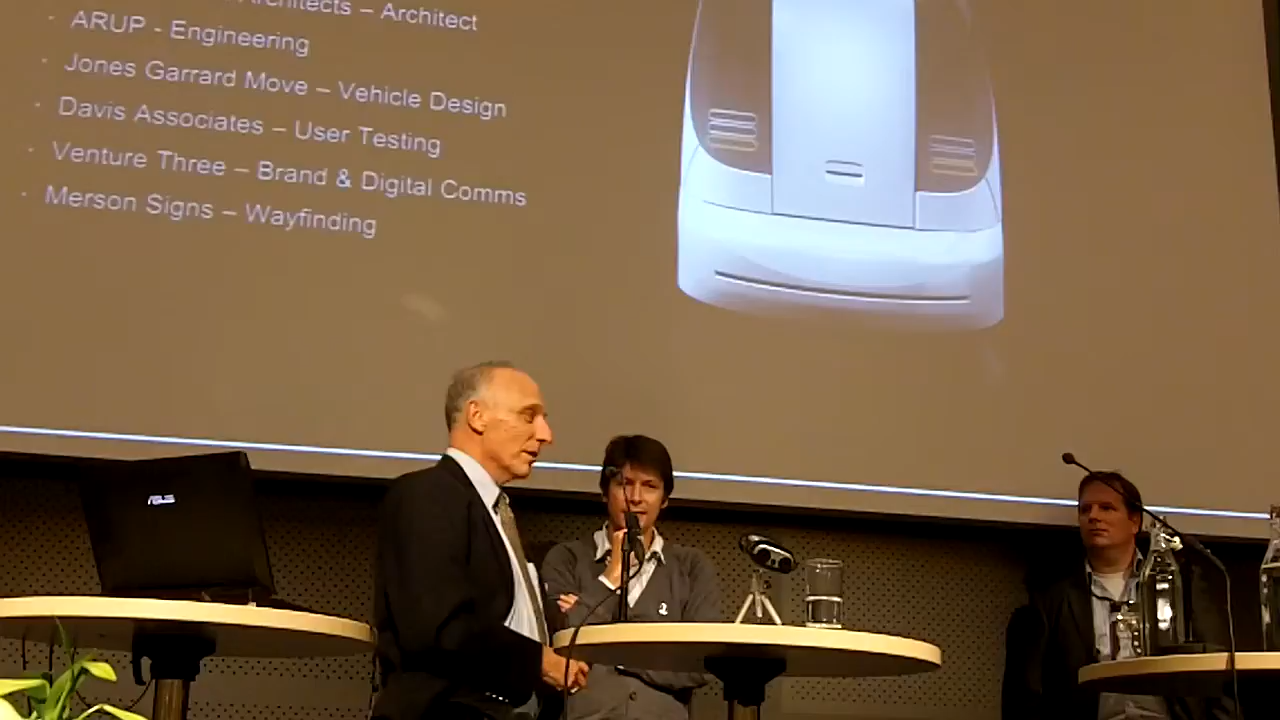 Architects – Architect
ARUP - Engineering
Jones Garrard Move – Vehicle Design
Davis Associates – User Testing
Venture Three – Brand & Digital Comms
Merson Signs – Wayfinding
ASUS